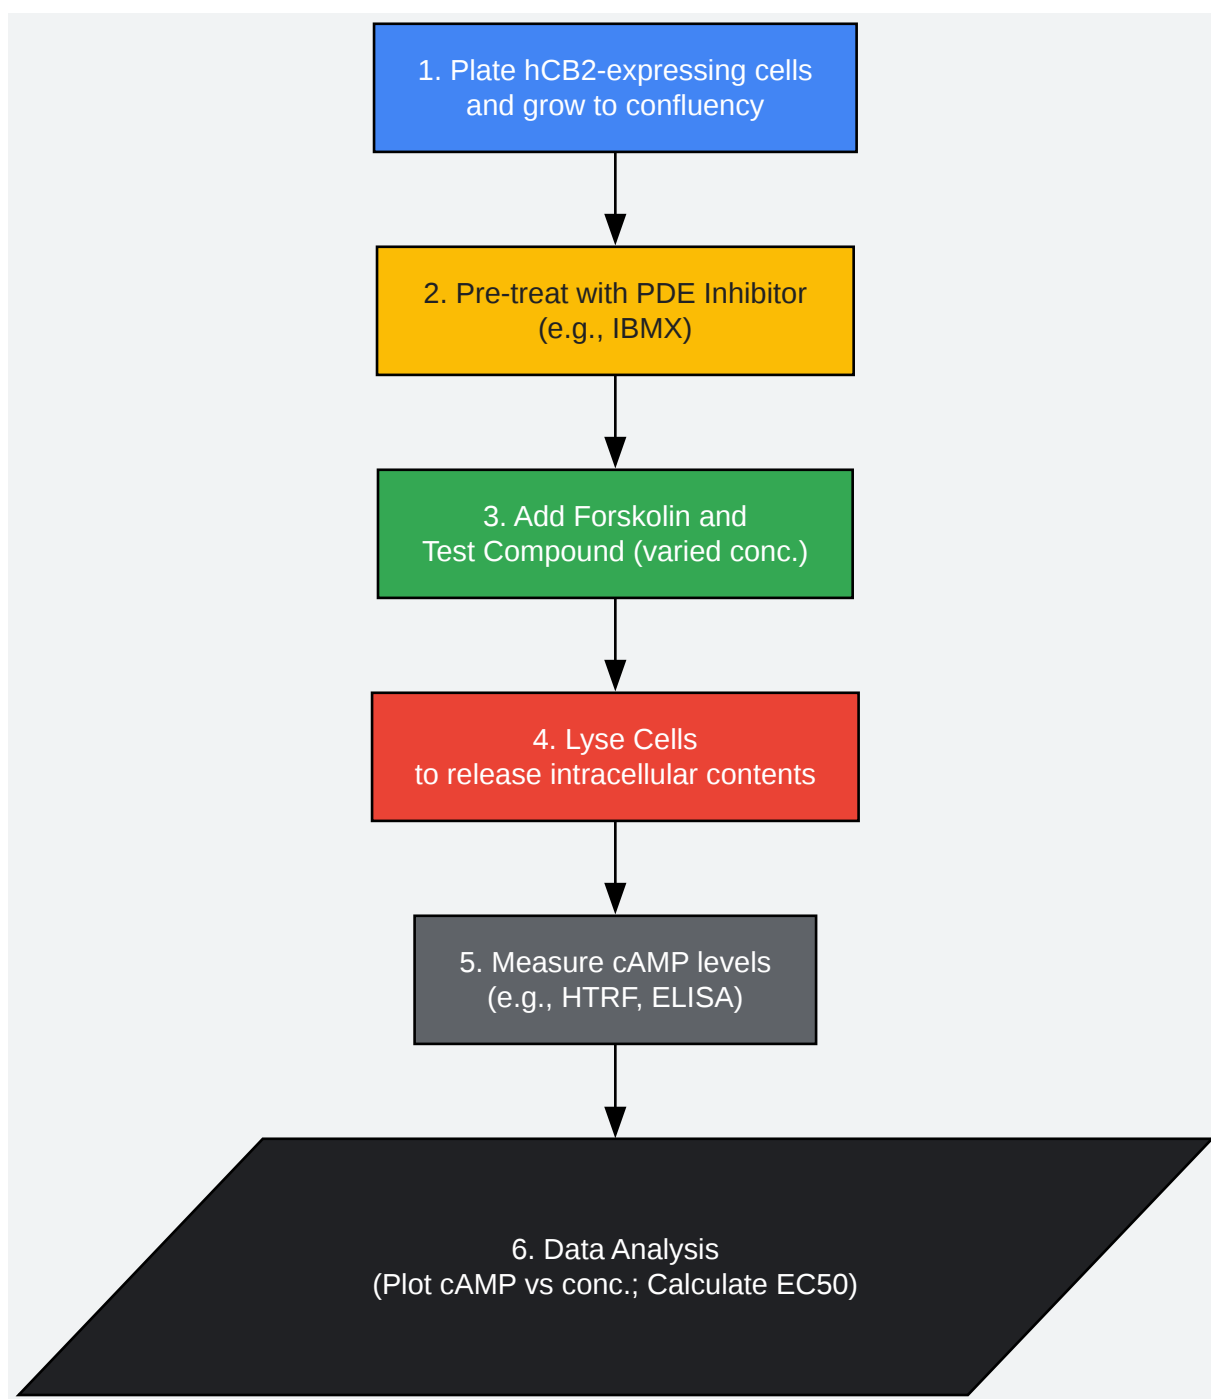 1. Plate hCB2-expressing cells
and grow to confluency
2. Pre-treat with PDE Inhibitor
(e.g., IBMX)
3. Add Forskolin and
Test Compound (varied conc.)
4. Lyse Cells
to release intracellular contents
5. Measure cAMP levels
(e.g., HTRF, ELISA)
6. Data Analysis
(Plot cAMP vs conc.; Calculate EC50)